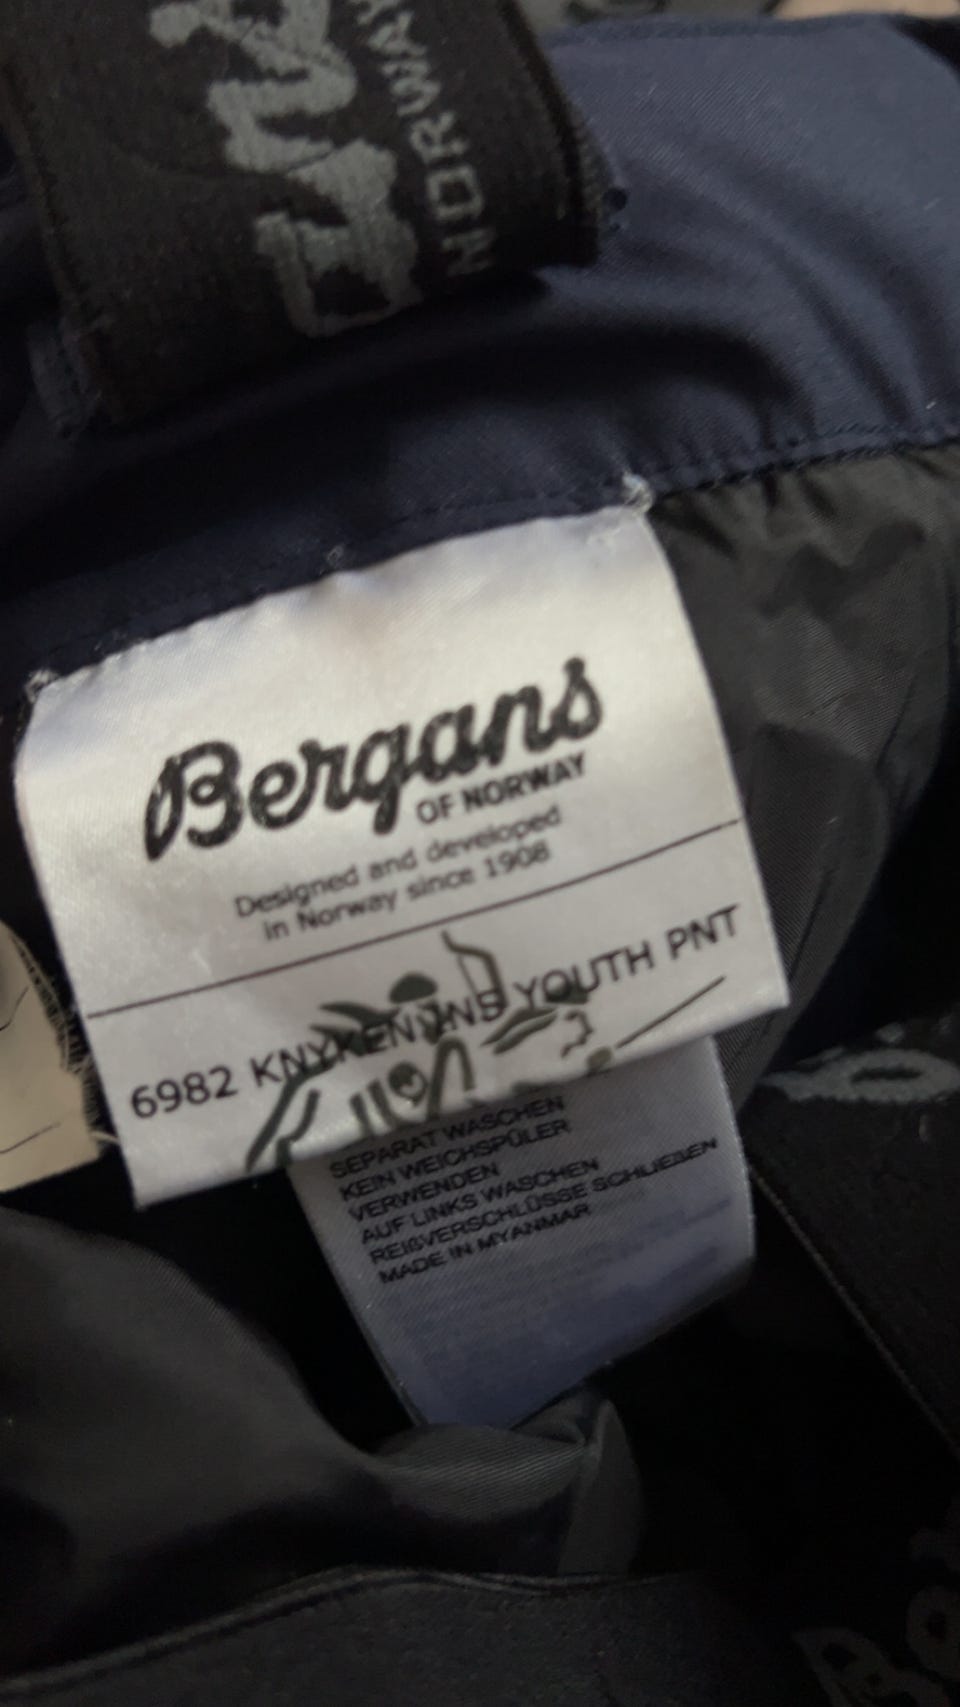 NORWAY
Bergans
OF NORWAY
Designed and developed
in Norway since 1908
6982 KNYKEN INS YOUTH PNT
SEPARAT WASCHEN
KEIN WEICHSPÜLER
VERWENDEN
AUF LINKS WASCHEN
REIßVERSCHLÜSSE SCHLIEßEN
MADE IN MYANMAR